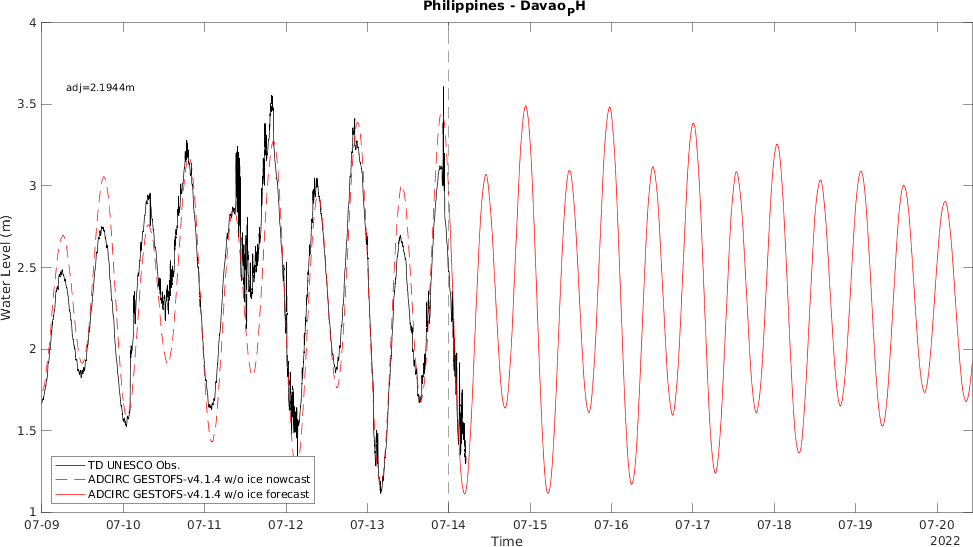 Philippines - Davao_PH
adj=2.1944m
4
3.5
3
2.5
2
1.5
1
Water Level (m)
TD UNESCO Obs.
ADCIRC GESTOFS-v4.1.4 w/o ice nowcast
ADCIRC GESTOFS-v4.1.4 w/o ice forecast
07-09 07-10 07-11 07-12 07-13 07-14 07-15 07-16 07-17 07-18 07-19 07-20
Time
2022